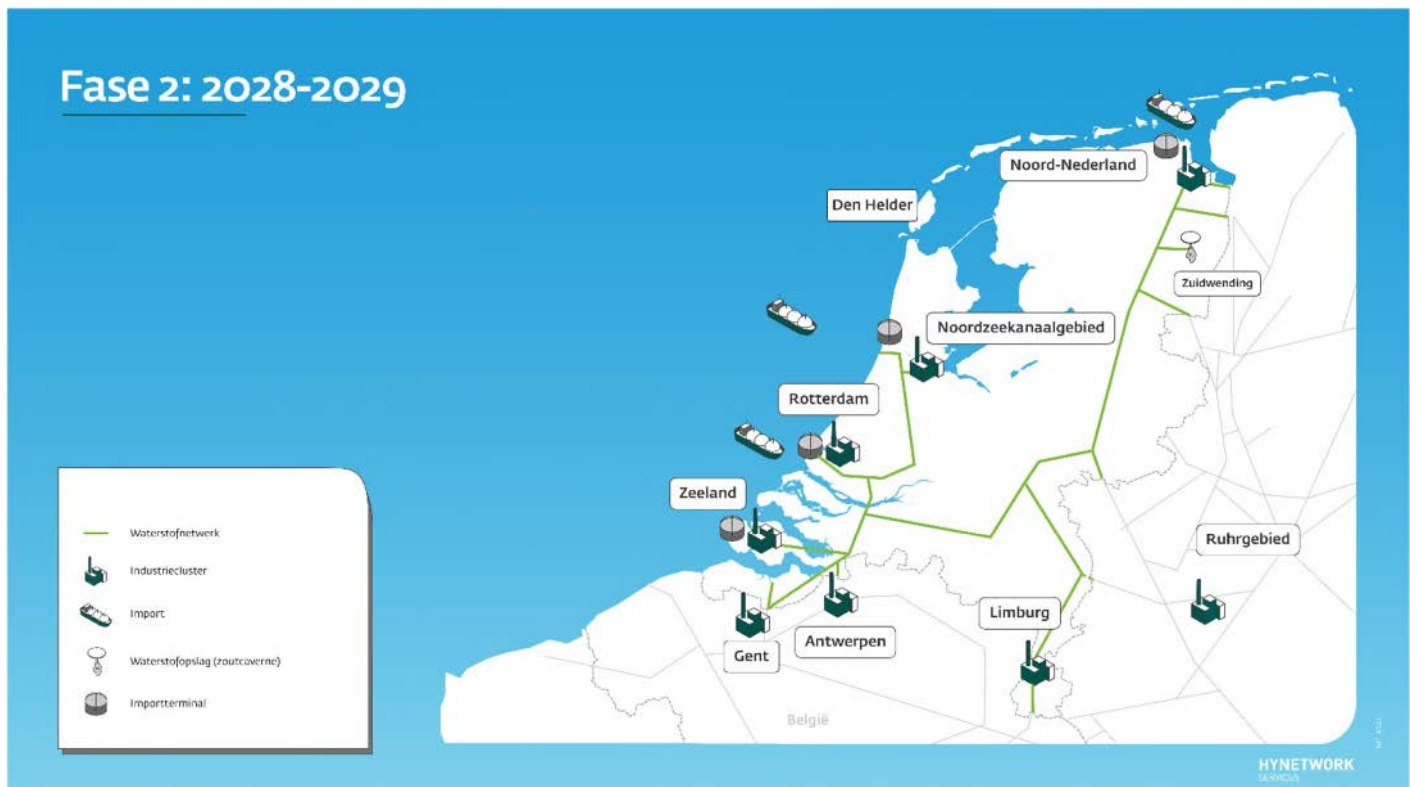 Fase 2: 2028-2029
Noord-Nederland
Den Helder
Zuidwending
Noordzeekanaalgebied
Rotterdam
Zeeland
Ruhrgebied
Limburg
Antwerpen
Gent
België
Waterstofnetwerk
Industriecluster
Import
Waterstofopslag (zoutcaverne)
Importterminal
HYNETWORK
SERVICES